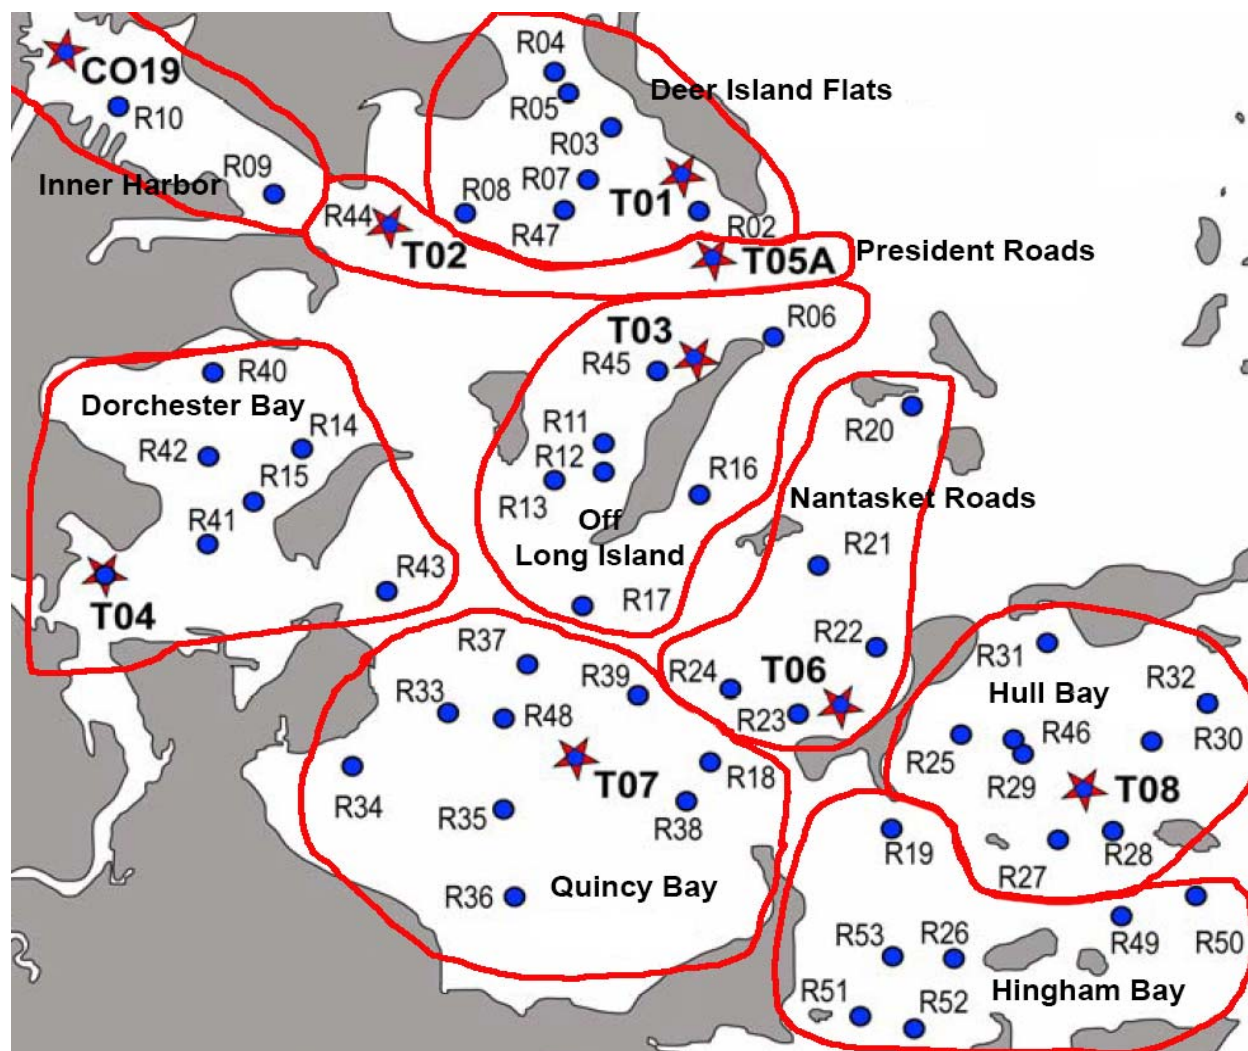 R04
CO19
Deer Island Flats
R05
R10
R03
R09
R07
Inner Harbor
T01
R08
R44
R02
R47
T02
T05A
President Roads
R06
T03
R45
R40
Dorchester Bay
R14
R11
R20
R42
R12
R15
R16
R13
Nantasket Roads
Off
R41
Long Island
R21
R43
R17
T04
R22
R37
R31
R24
T06
R39
R32
Hull Bay
R33
R48
R23
R46
R30
R25
R18
T07
R29
T08
R34
R35
R38
R19
R28
R27
Quincy Bay
R36
R53
R26
R49
R50
R51
Hingham Bay
R52